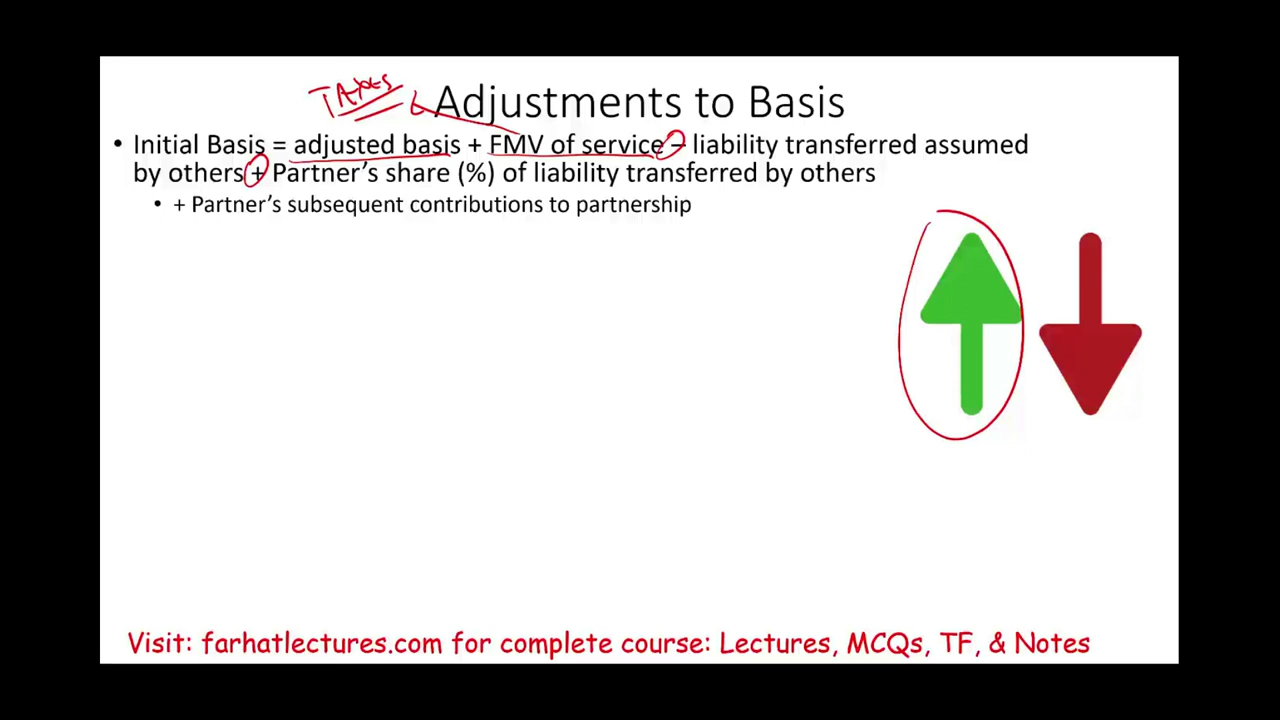 TAXES
Adjustments to Basis
• Initial Basis = adjusted basis + FMV of service – liability transferred assumed
by others + Partner's share (%) of liability transferred by others
• + Partner's subsequent contributions to partnership
Visit: farhatlectures.com for complete course: Lectures, MCQs, TF, & Notes